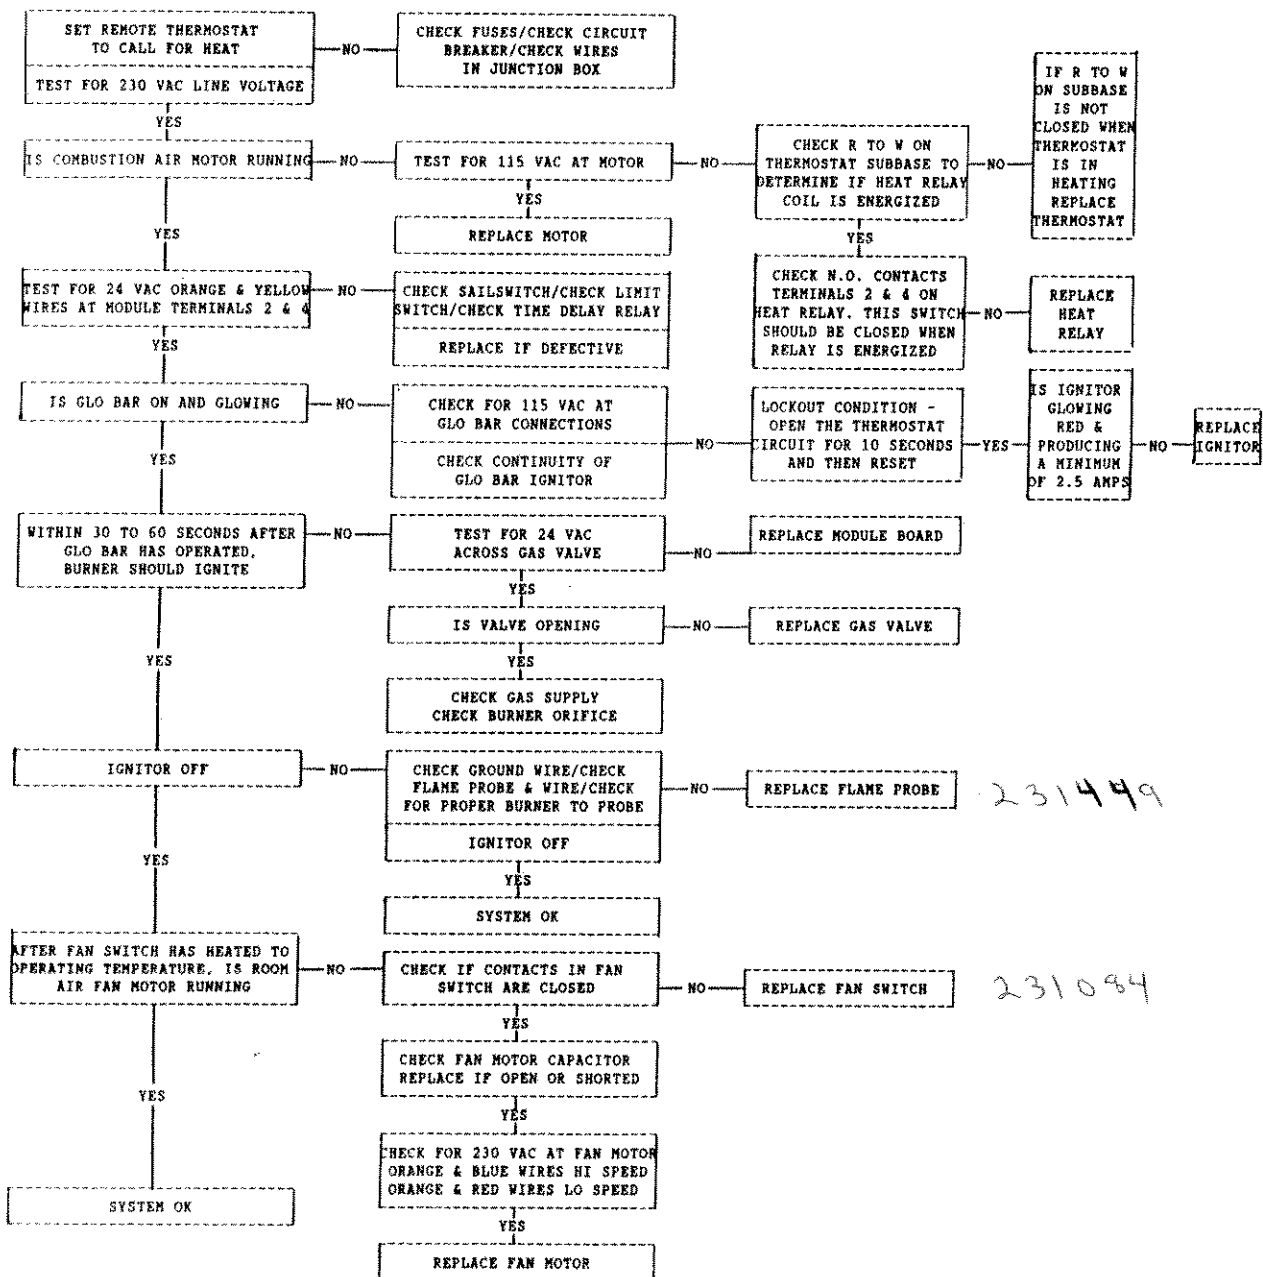 SET REMOTE THERMOSTAT
TO CALL FOR HEAT
TEST FOR 230 VAC LINE VOLTAGE
NO
CHECK FUSES/CHECK CIRCUIT
BREAKER/CHECK WIRES
IN JUNCTION BOX
YES
IS COMBUSTION AIR MOTOR RUNNING
NO
TEST FOR 115 VAC AT MOTOR
NO
CHECK R TO W ON
THERMOSTAT SUBBASE TO
DETERMINE IF HEAT RELAY
COIL IS ENERGIZED
NO
IF R TO W
ON SUBBASE
IS NOT
CLOSED WHEN
THERMOSTAT
IS IN
HEATING
REPLACE
THERMOSTAT
YES
REPLACE MOTOR
YES
YES
TEST FOR 24 VAC ORANGE & YELLOW
WIRES AT MODULE TERMINALS 2 & 4
NO
CHECK SAILSWITCH/CHECK LIMIT
SWITCH/CHECK TIME DELAY RELAY
REPLACE IF DEFECTIVE
CHECK N.O. CONTACTS
TERMINALS 2 & 4 ON
HEAT RELAY. THIS SWITCH
SHOULD BE CLOSED WHEN
RELAY IS ENERGIZED
NO
REPLACE
HEAT
RELAY
YES
IS GLO BAR ON AND GLOWING
NO
CHECK FOR 115 VAC AT
GLO BAR CONNECTIONS
CHECK CONTINUITY OF
GLO BAR IGNITOR
NO
LOCKOUT CONDITION -
OPEN THE THERMOSTAT
CIRCUIT FOR 10 SECONDS
AND THEN RESET
YES
IS IGNITOR
GLOWING
RED &
PRODUCING
A MINIMUM
OF 2.5 AMPS
NO
REPLACE
IGNITOR
YES
WITHIN 30 TO 60 SECONDS AFTER
GLO BAR HAS OPERATED,
BURNER SHOULD IGNITE
NO
TEST FOR 24 VAC
ACROSS GAS VALVE
NO
REPLACE MODULE BOARD
YES
IS VALVE OPENING
NO
REPLACE GAS VALVE
YES
YES
CHECK GAS SUPPLY
CHECK BURNER ORIFICE
IGNITOR OFF
NO
CHECK GROUND WIRE/CHECK
FLAME PROBE & WIRE/CHECK
FOR PROPER BURNER TO PROBE
IGNITOR OFF
NO
REPLACE FLAME PROBE
231449
YES
YES
SYSTEM OK
AFTER FAN SWITCH HAS HEATED TO
OPERATING TEMPERATURE, IS ROOM
AIR FAN MOTOR RUNNING
NO
CHECK IF CONTACTS IN FAN
SWITCH ARE CLOSED
NO
REPLACE FAN SWITCH
231084
YES
CHECK FAN MOTOR CAPACITOR
REPLACE IF OPEN OR SHORTED
YES
YES
CHECK FOR 230 VAC AT FAN MOTOR
ORANGE & BLUE WIRES HI SPEED
ORANGE & RED WIRES LO SPEED
SYSTEM OK
YES
REPLACE FAN MOTOR